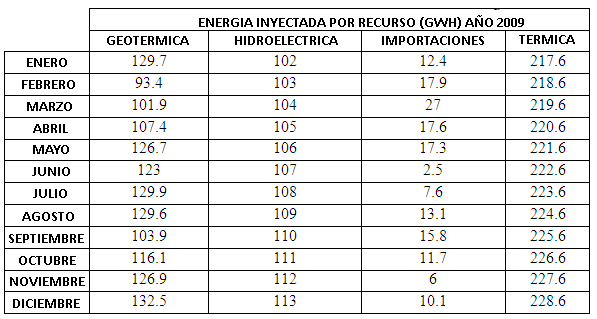 ENERGIA INYECTADA POR RECURSO (GWH) AÑO 2009
GEOTERMICA HIDROELECTRICA IMPORTACIONES TERMICA
ENERO 129.7 102 12.4 217.6
FEBRERO 93.4 103 17.9 218.6
MARZO 101.9 104 27 219.6
ABRIL 107.4 105 17.6 220.6
MAYO 126.7 106 17.3 221.6
JUNIO 123 107 2.5 222.6
JULIO 129.9 108 7.6 223.6
AGOSTO 129.6 109 13.1 224.6
SEPTIEMBRE 103.9 110 15.8 225.6
OCTUBRE 116.1 111 11.7 226.6
NOVIEMBRE 126.9 112 6 227.6
DICIEMBRE 132.5 113 10.1 228.6